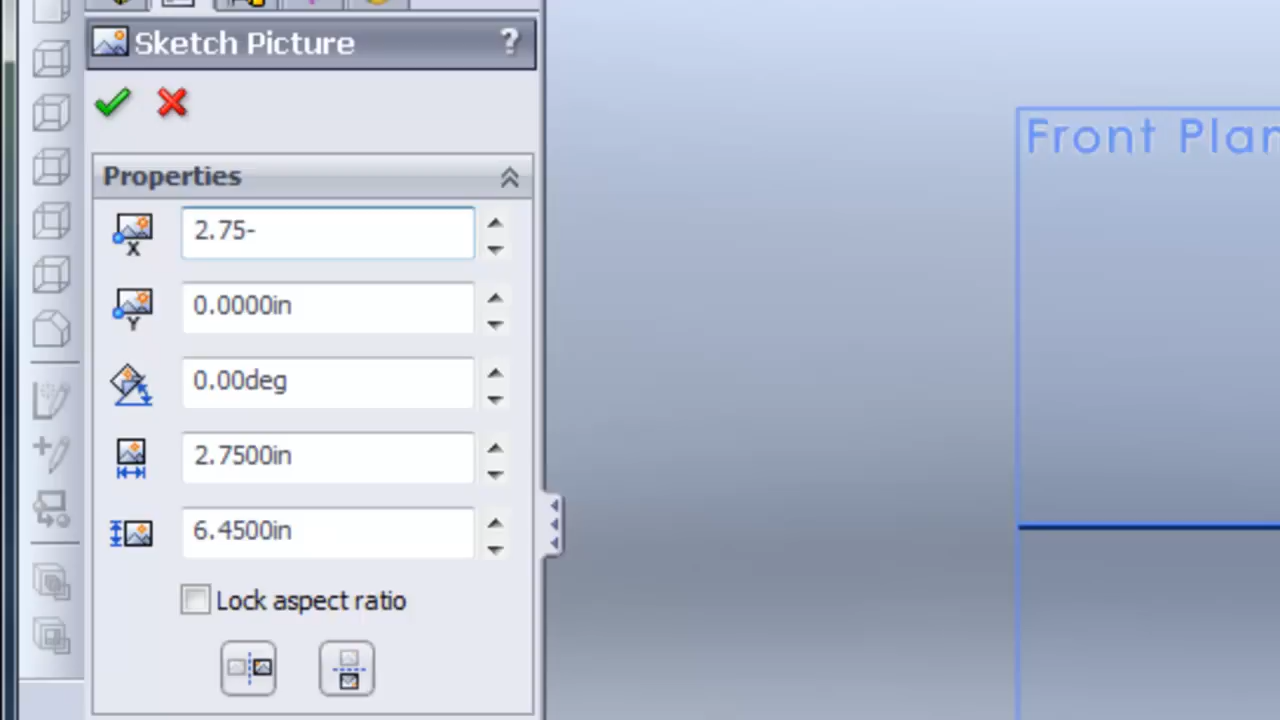 Sketch Picture ?
Front Plan
Properties
X 2.75-
Y 0.0000in
0.00deg
2.7500in
6.4500in
Lock aspect ratio